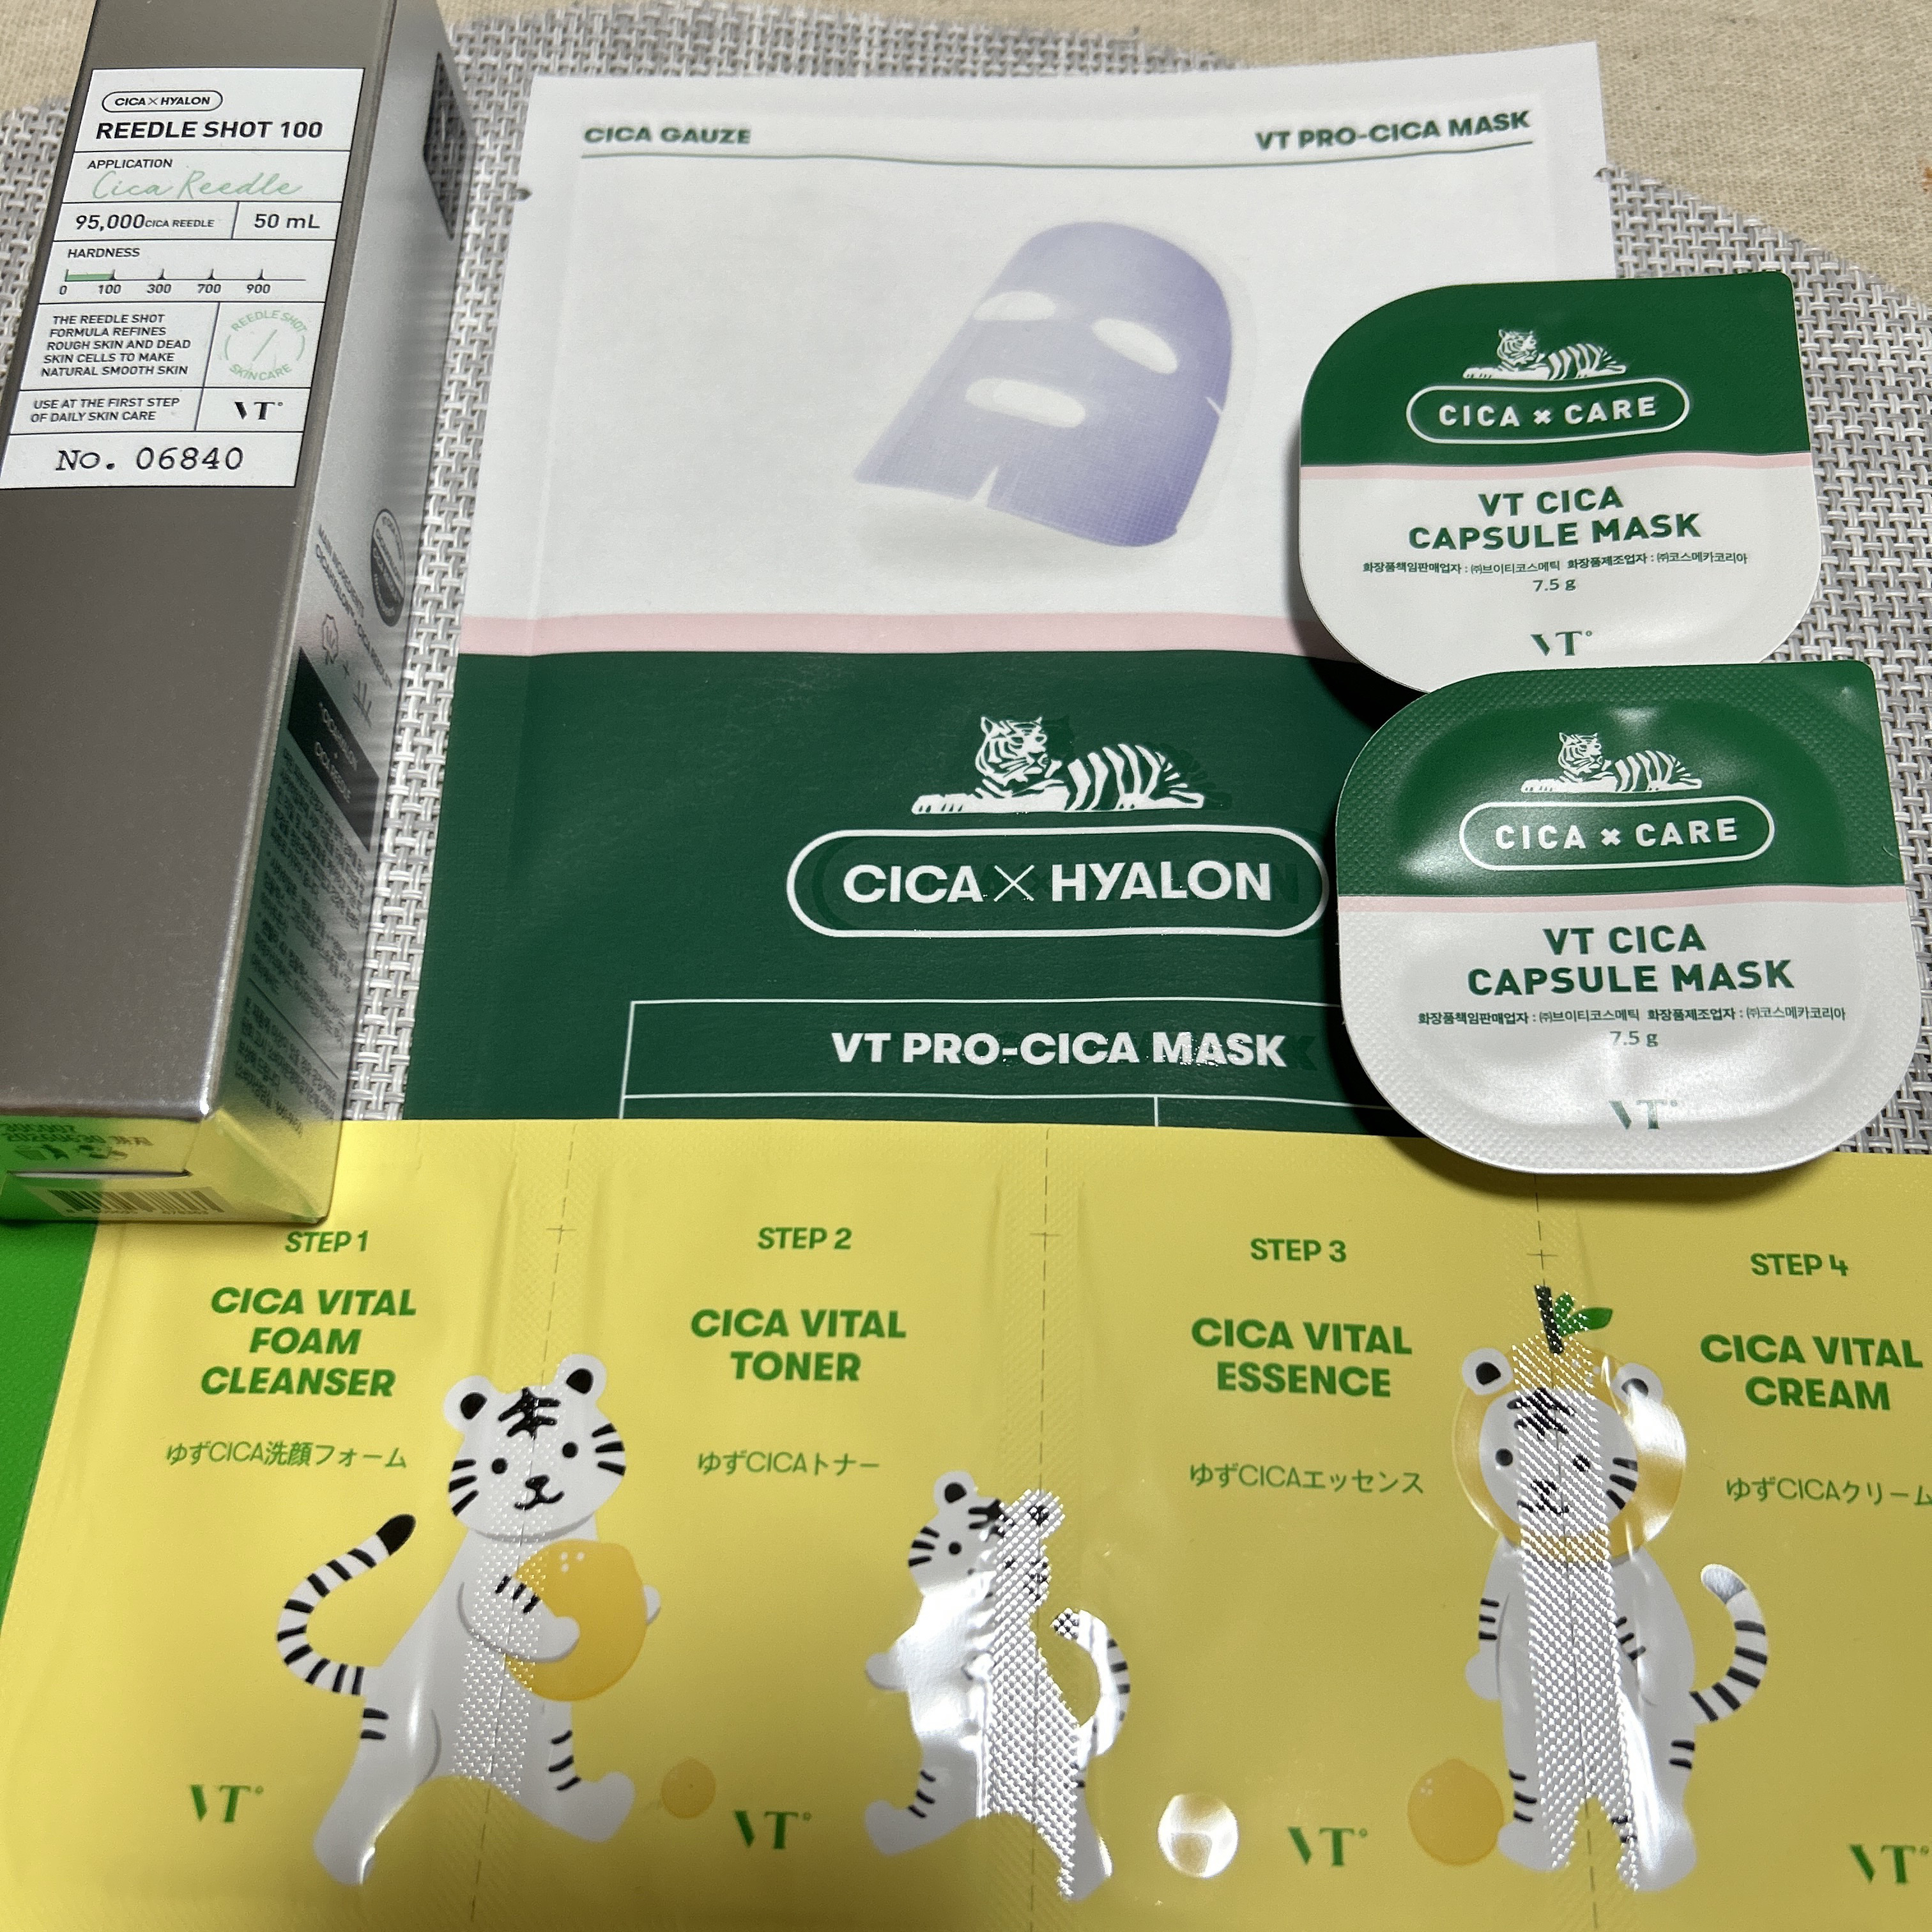 CICA×HYALON
REEDLE SHOT 100
APPLICATION
Cica Reedle
95,000CICA REEDLE
50 mL
HARDNESS
0 100 300 700 900
THE REEDLE SHOT
FORMULA REFINES
ROUGH SKIN AND DEAD
SKIN CELLS TO MAKE
NATURAL SMOOTH SKIN
REEDLE SHOT
SKINCARE
USE AT THE FIRST STEP
OF DAILY SKIN CARE
VT
No. 06840
CICA GAUZE
VT PRO-CICA MASK
CICA×HYALON
VT PRO-CICA MASK
CICA × CARE
VT CICA
CAPSULE MASK
화장품책임판매업자 : ㈜브이티코스메틱 화장품제조업자 : ㈜코스메카코리아
7.5 g
VT
CICA × CARE
VT CICA
CAPSULE MASK
화장품책임판매업자 : ㈜브이티코스메틱 화장품제조업자 : ㈜코스메카코리아
7.5 g
VT
STEP 1
CICA VITAL
FOAM
CLEANSER
ゆずCICA洗顔フォーム
VT
STEP 2
CICA VITAL
TONER
ゆずCICAトナー
VT
STEP 3
CICA VITAL
ESSENCE
ゆずCICAエッセンス
VT
STEP 4
CICA VITAL
CREAM
ゆずCICAクリーム
VT